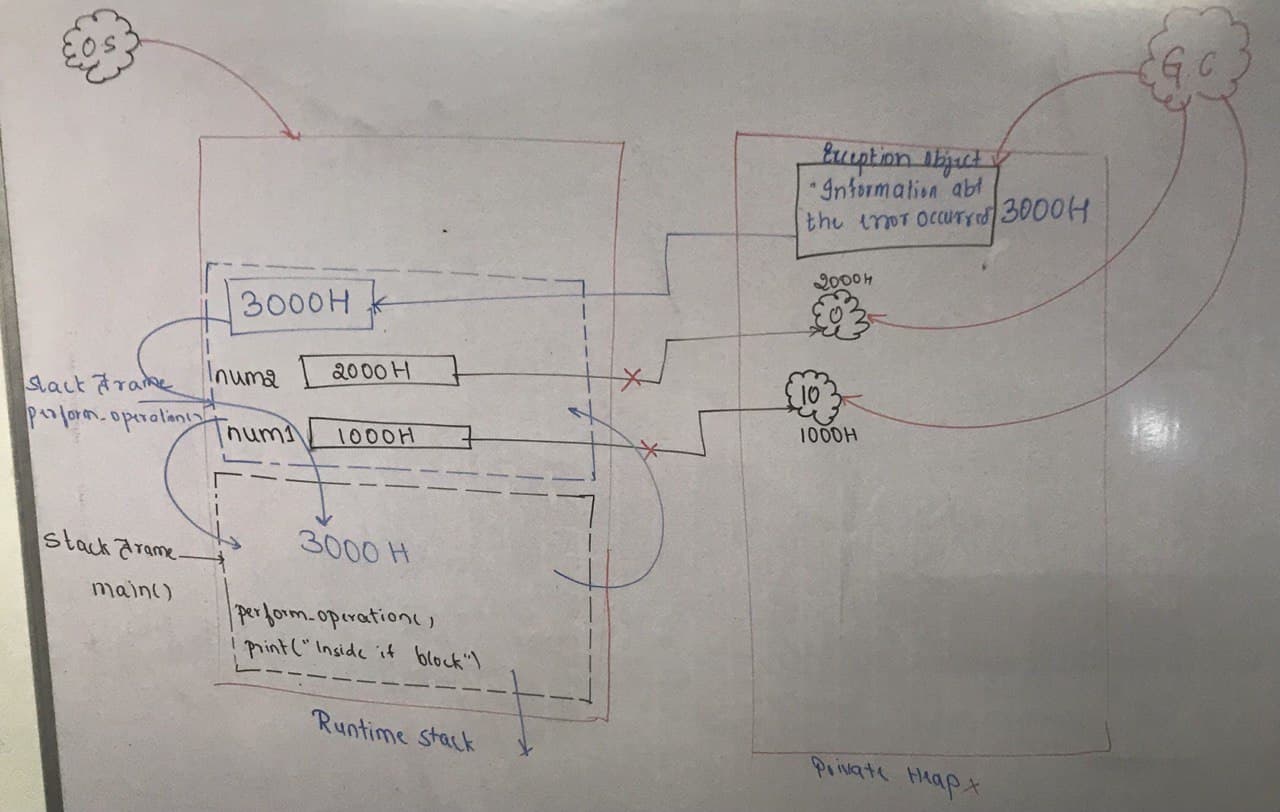 OS
GC
Exception object
• Information abt
the error occurred
3000H
3000H
2000H
0
num2
2000H
10
1000H
num1
1000H
stack frame
perform_operation()
3000H
stack frame
main()
perform_operation()
print("Inside if block")
Runtime stack
Private Heap